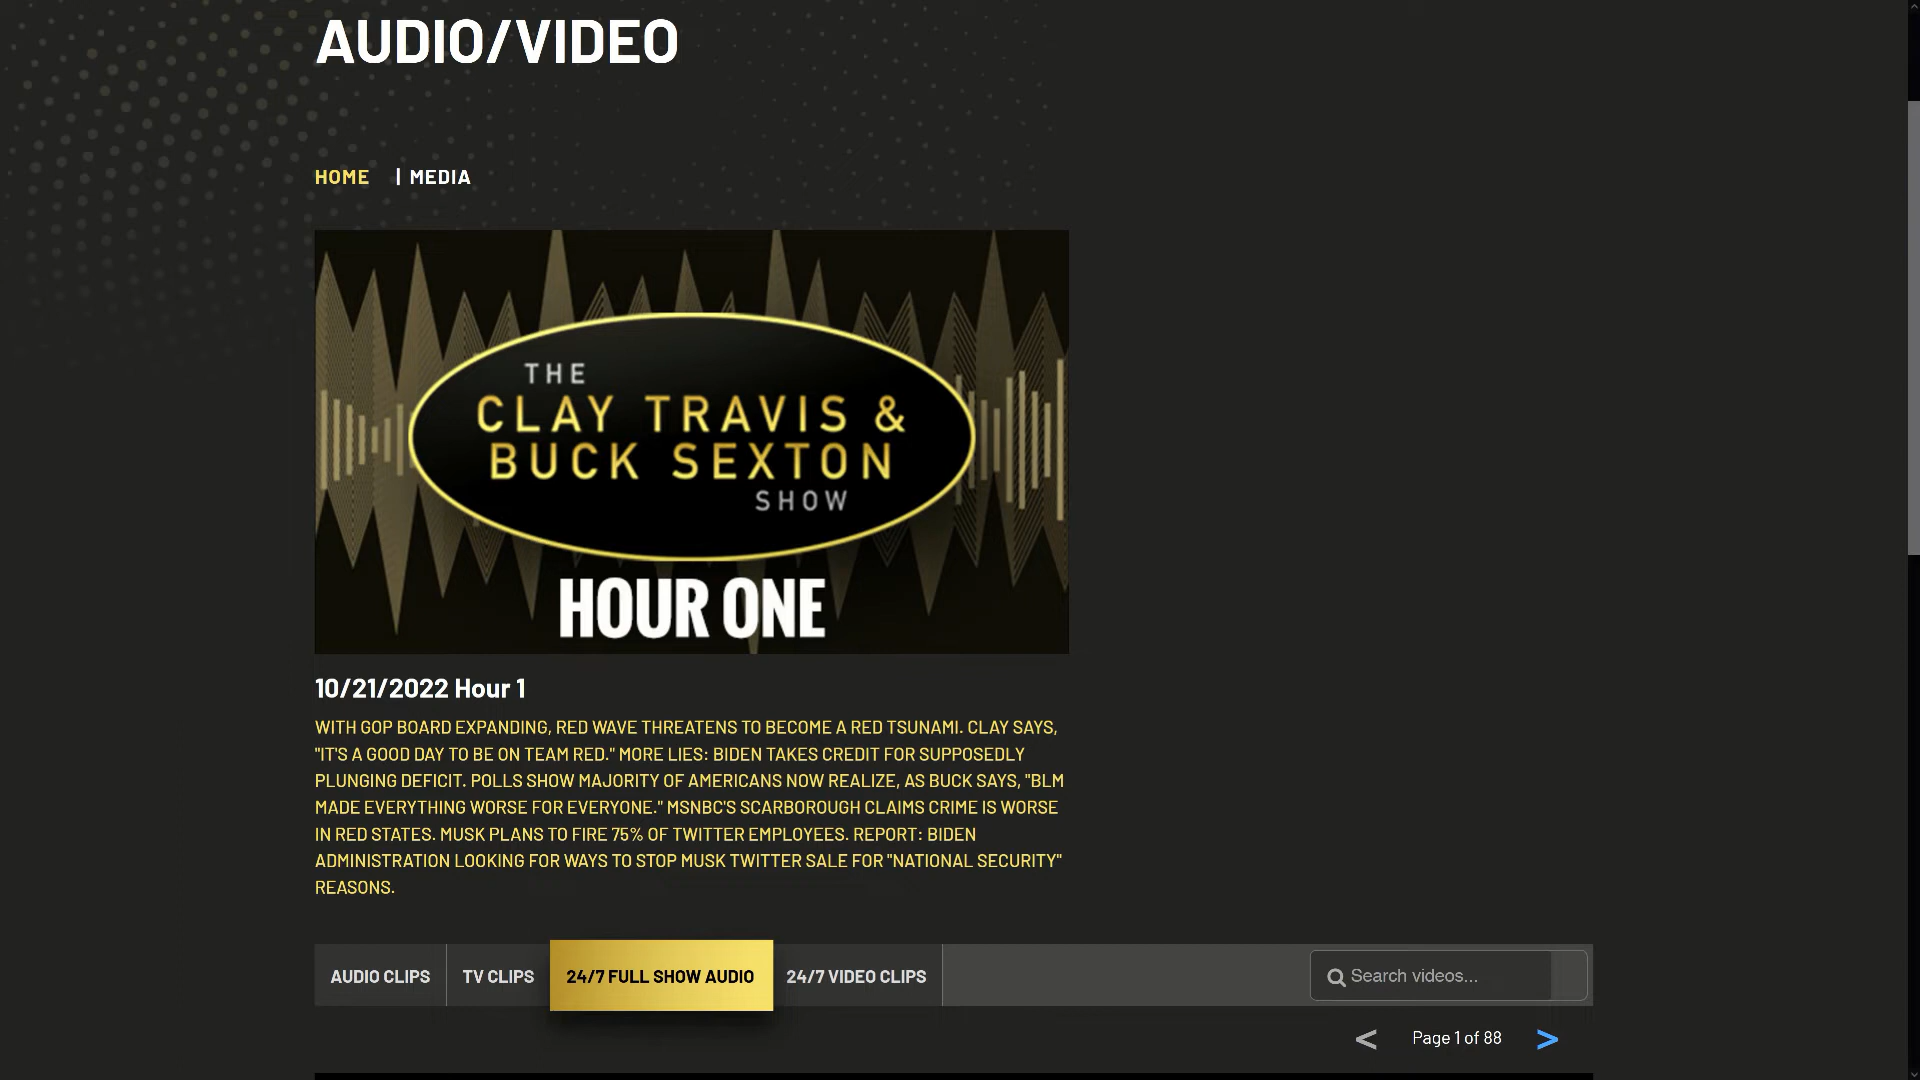 AUDIO/VIDEO
HOME | MEDIA
THE
CLAY TRAVIS &
BUCK SEXTON
SHOW
HOUR ONE
10/21/2022 Hour 1
WITH GOP BOARD EXPANDING, RED WAVE THREATENS TO BECOME A RED TSUNAMI. CLAY SAYS,
"IT'S A GOOD DAY TO BE ON TEAM RED." MORE LIES: BIDEN TAKES CREDIT FOR SUPPOSEDLY
PLUNGING DEFICIT. POLLS SHOW MAJORITY OF AMERICANS NOW REALIZE, AS BUCK SAYS, "BLM
MADE EVERYTHING WORSE FOR EVERYONE." MSNBC'S SCARBOROUGH CLAIMS CRIME IS WORSE
IN RED STATES. MUSK PLANS TO FIRE 75% OF TWITTER EMPLOYEES. REPORT: BIDEN
ADMINISTRATION LOOKING FOR WAYS TO STOP MUSK TWITTER SALE FOR "NATIONAL SECURITY"
REASONS.
AUDIO CLIPS TV CLIPS 24/7 FULL SHOW AUDIO 24/7 VIDEO CLIPS Search videos...
< Page 1 of 88 >